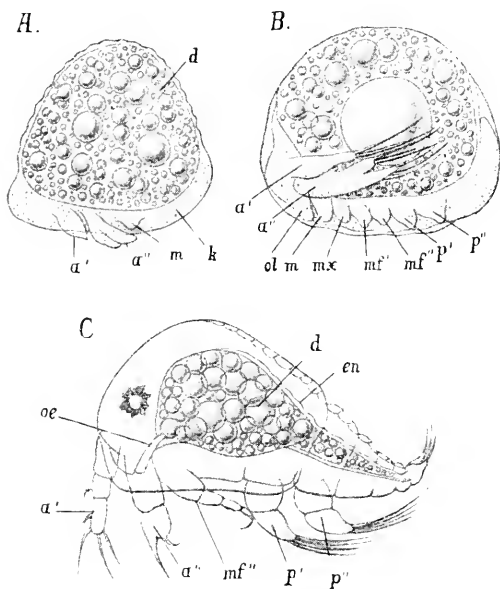 A.
B.
d
a'
a"
m
k
a'
a"
ol m mx mf' mf" p' p"
C
d
en
oe
a'
a"
mf"
p'
p"